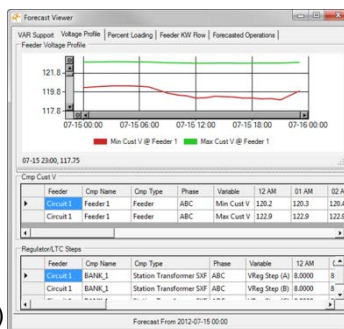 Forecast Viewer
VAR Support Voltage Profile Percent Loading Feeder KW Flow Forecasted Operations
Feeder Voltage Profile
121.8
119.8
117.8
07-15 00:00 07-15 06:00 07-15 12:00 07-15 18:00 07-16 00:00
Min Cust V @ Feeder 1 Max Cust V @ Feeder 1
07-15 23:00, 117.75
Cmp Cust V
Feeder Cmp Name Cmp Type Phase Variable 12 AM 01 AM 02 A
Circuit 1 Feeder 1 Feeder ABC Min Cust V 120.2 120.3 120.4
Circuit 1 Feeder 1 Feeder ABC Max Cust V 122.9 122.9 122.9
Regulator/LTC Steps
Feeder Cmp Name Cmp Type Phase Variable 12 AM
Circuit 1 BANK_1 Station Transformer SXF ABC VReg Step (A) 8.0000 8
Circuit 1 BANK_1 Station Transformer SXF ABC VReg Step (B) 8.0000 8
Forecast From 2012-07-15 00:00
)